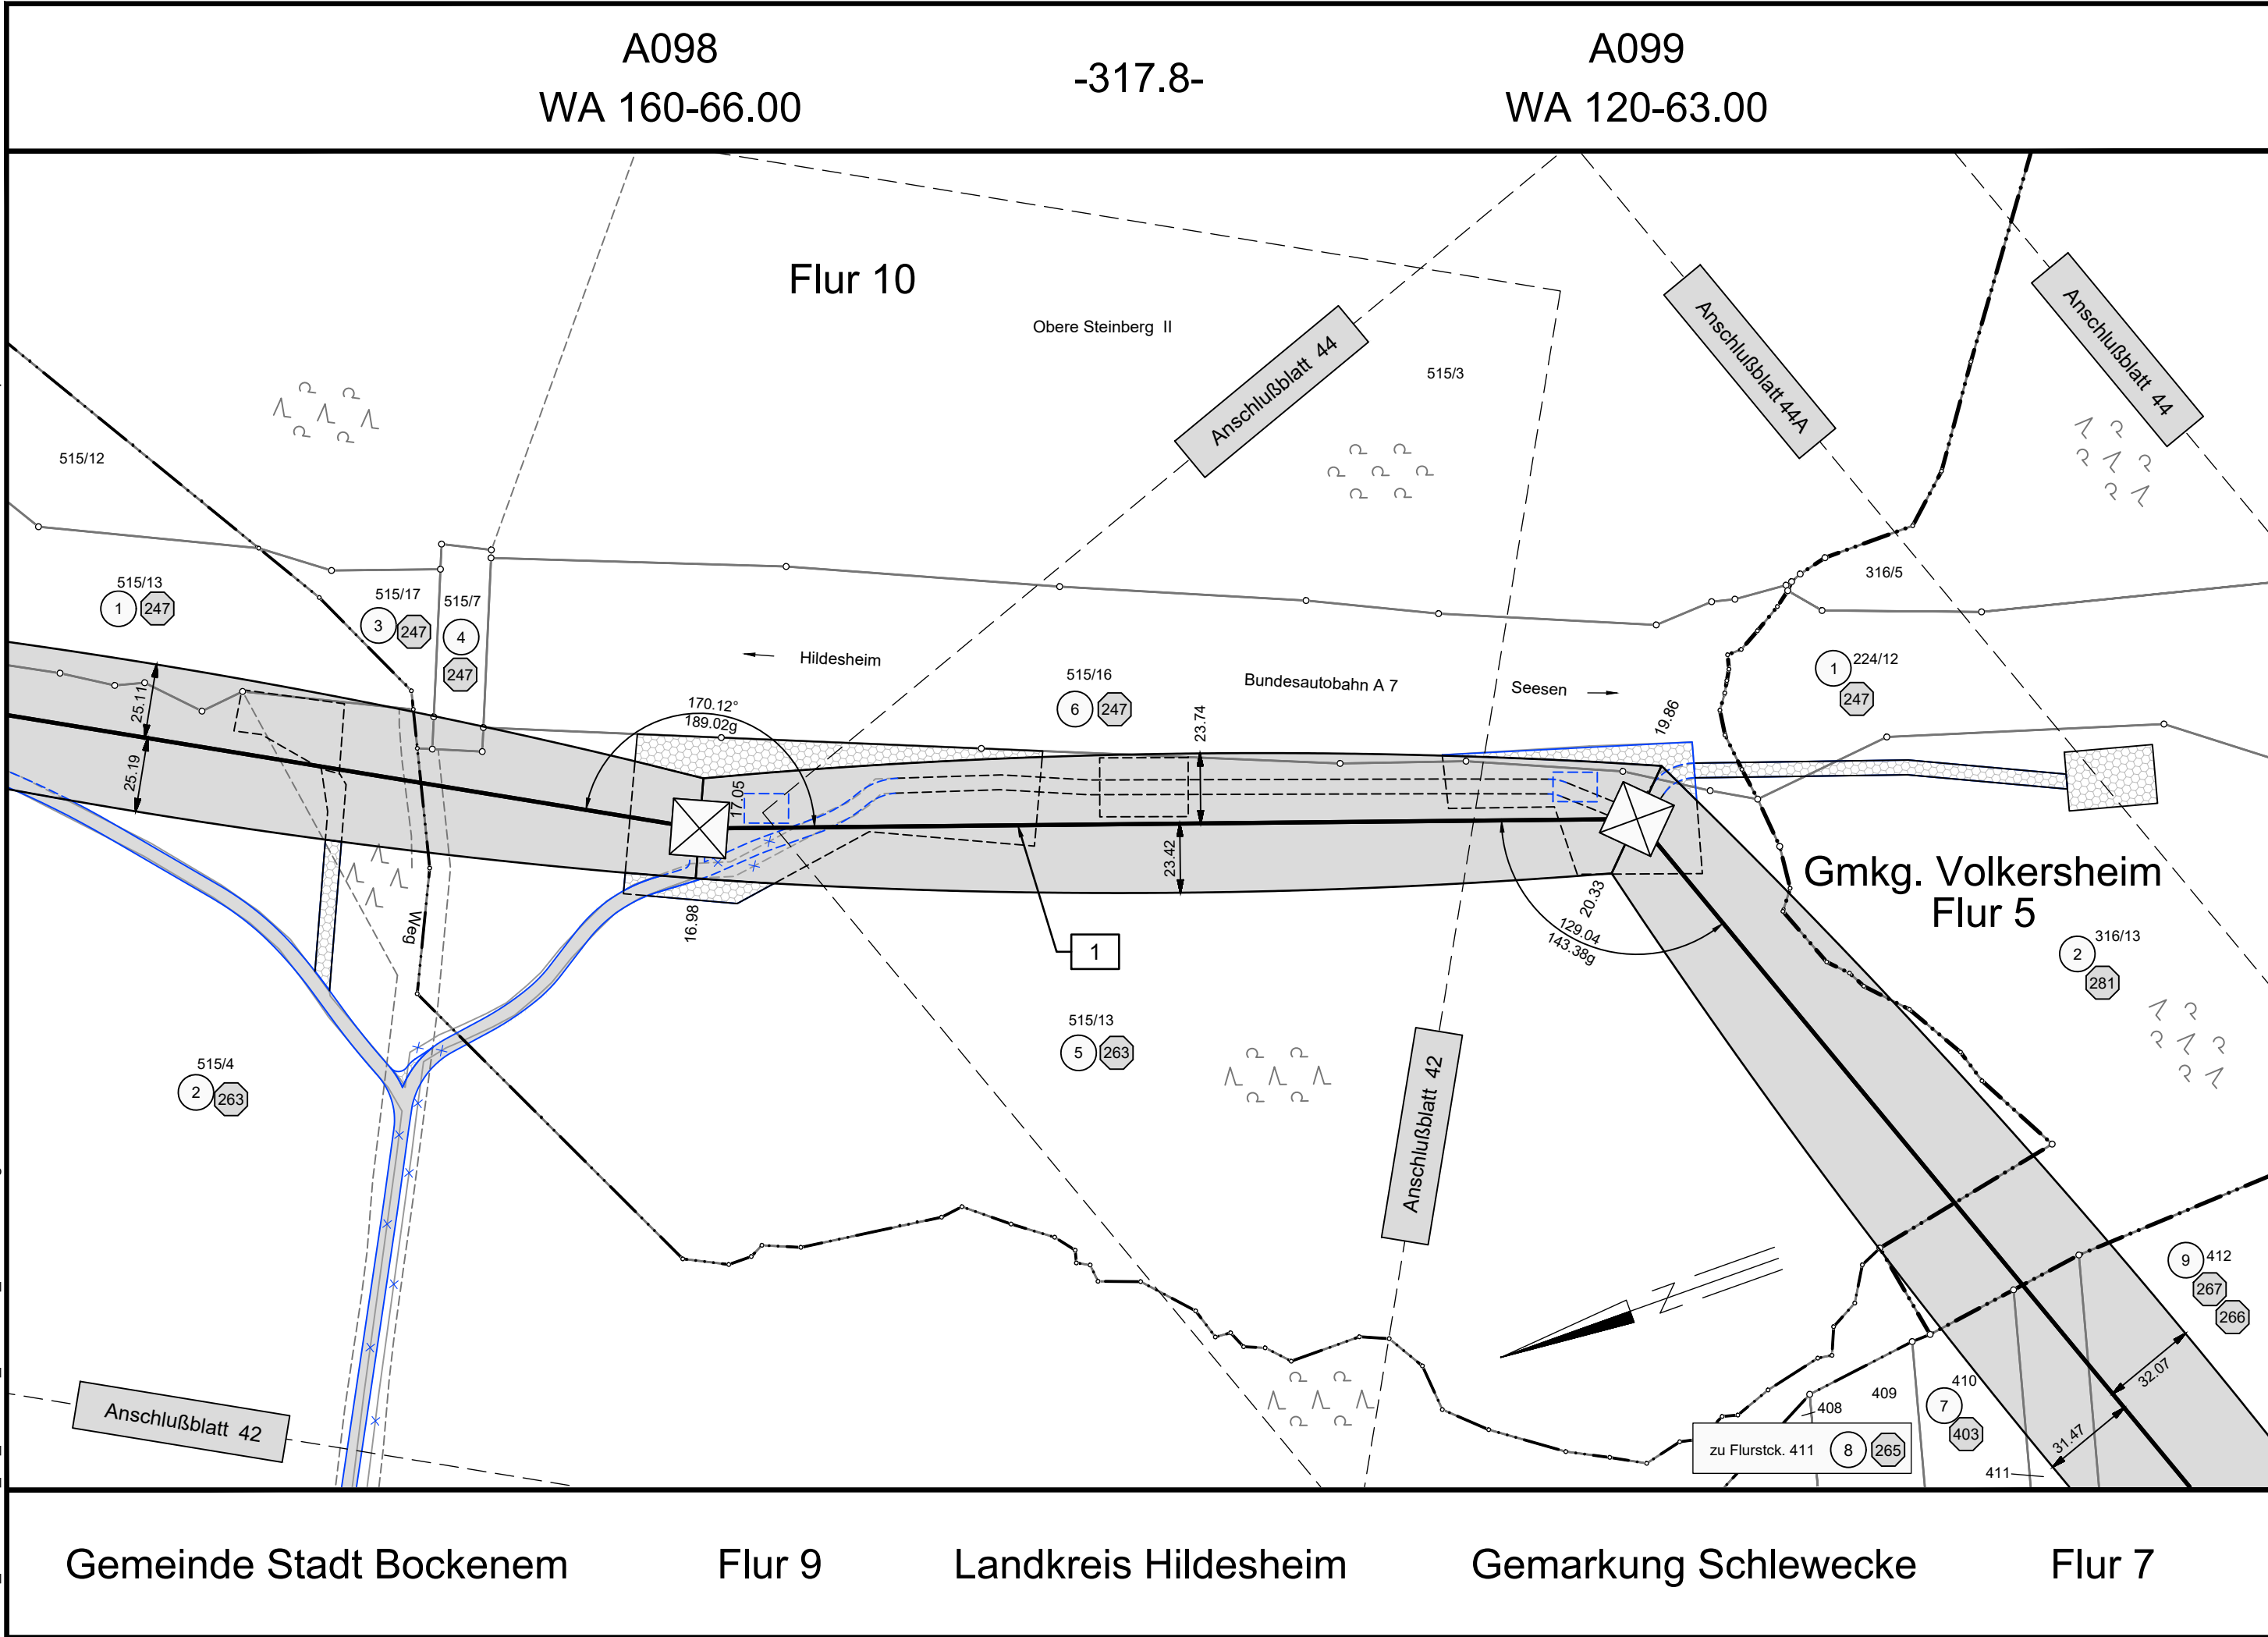 A098
WA 160-66.00
-317.8-
A099
WA 120-63.00
Flur 10
Obere Steinberg II
Anschlußblatt 44
515/3
Anschlußblatt 44A
Anschlußblatt 44
515/12
515/13
1 247
515/17
3 247
515/7
4
247
316/5
Hildesheim
515/16
6 247
Bundesautobahn A 7
Seesen
1 224/12
247
25.11
25.19
170.12°
189.02g
17.05
16.98
23.74
23.42
19.86
20.33
129.04
143.38g
Weg
1
Gmkg. Volkersheim
Flur 5
2 316/13
281
515/13
5 263
515/4
2 263
Anschlußblatt 42
Anschlußblatt 42
N
9 412
267
266
32.07
31.47
410
409
7
403
408
zu Flurstck. 411 8 265
411
Gemeinde Stadt Bockenem Flur 9 Landkreis Hildesheim Gemarkung Schlewecke Flur 7